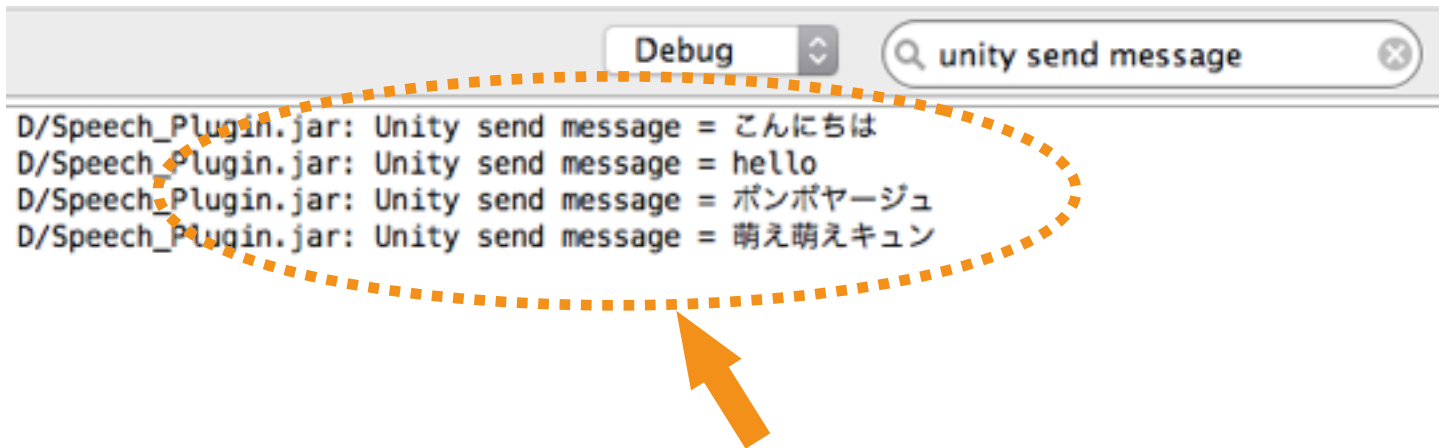 Debug
unity send message
D/Speech_Plugin.jar: Unity send message = こんにちは
D/Speech_Plugin.jar: Unity send message = hello
D/Speech_Plugin.jar: Unity send message = ボンボヤージュ
D/Speech_Plugin.jar: Unity send message = 萌え萌えキュン